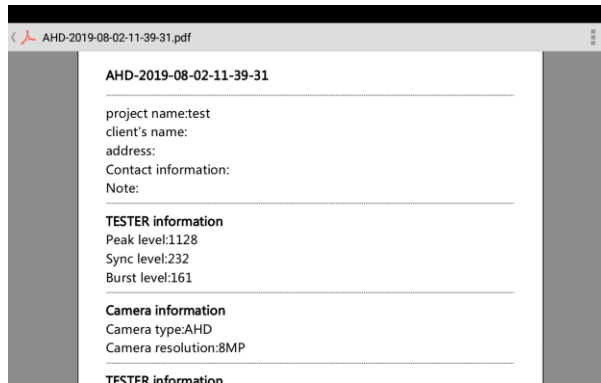 AHD-2019-08-02-11-39-31.pdf
AHD-2019-08-02-11-39-31
project name:test
client's name:
address:
Contact information:
Note:
TESTER information
Peak level:1128
Sync level:232
Burst level:161
Camera information
Camera type:AHD
Camera resolution:8MP
TESTER information